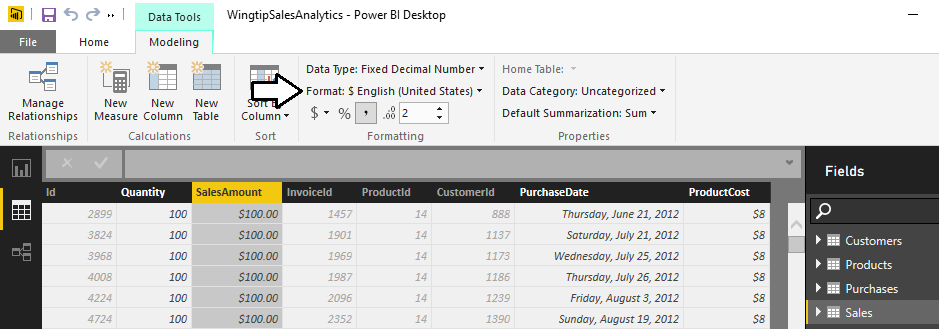 Data Tools
WingtipSalesAnalytics - Power BI Desktop
File Home Modeling
Manage Relationships
New Measure
New Column
New Table
Column
Data Type: Fixed Decimal Number
Format: $ English (United States)
$ % , .00 2
Home Table:
Data Category: Uncategorized
Default Summarization: Sum
Relationships Calculations Sort Formatting Properties
Id Quantity SalesAmount InvoiceId ProductId CustomerId PurchaseDate ProductCost
2899 100 $100.00 1457 14 888 Thursday, June 21, 2012 $8
3824 100 $100.00 1901 14 1137 Saturday, July 21, 2012 $8
3968 100 $100.00 1969 14 1173 Wednesday, July 25, 2012 $8
4008 100 $100.00 1987 14 1186 Thursday, July 26, 2012 $8
4224 100 $100.00 2096 14 1239 Friday, August 3, 2012 $8
4724 100 $100.00 2352 14 1390 Sunday, August 19, 2012 $8
Fields
Customers
Products
Purchases
Sales